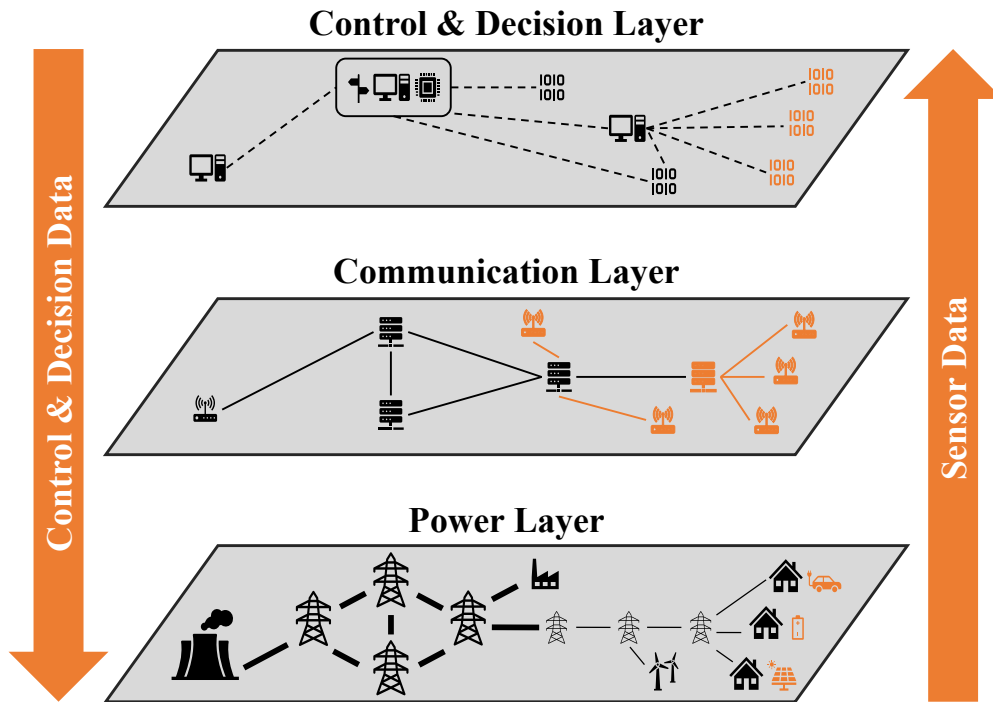 Control & Decision Layer
1010
1010
1010
1010
1010
1010
1010
1010
1010
1010
Communication Layer
Power Layer
Control & Decision Data
Sensor Data